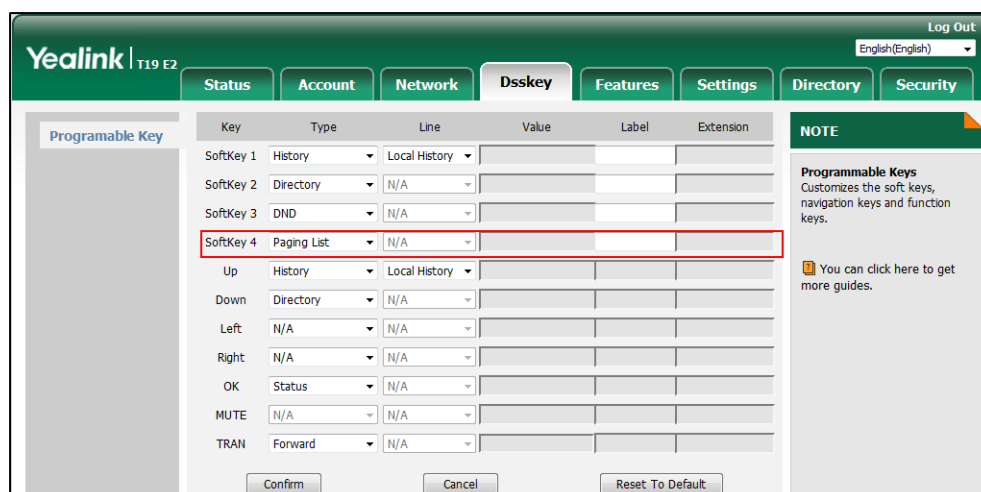 Log Out
Yealink | T19 E2
English(English)
Status Account Network Dsskey Features Settings Directory Security
Programable Key
Key Type Line Value Label Extension
SoftKey 1 History Local History
SoftKey 2 Directory N/A
SoftKey 3 DND N/A
SoftKey 4 Paging List N/A
Up History Local History
Down Directory N/A
Left N/A N/A
Right N/A N/A
OK Status N/A
MUTE N/A N/A
TRAN Forward N/A
Confirm Cancel Reset To Default
NOTE
Programmable Keys
Customizes the soft keys,
navigation keys and function
keys.
? You can click here to get
more guides.